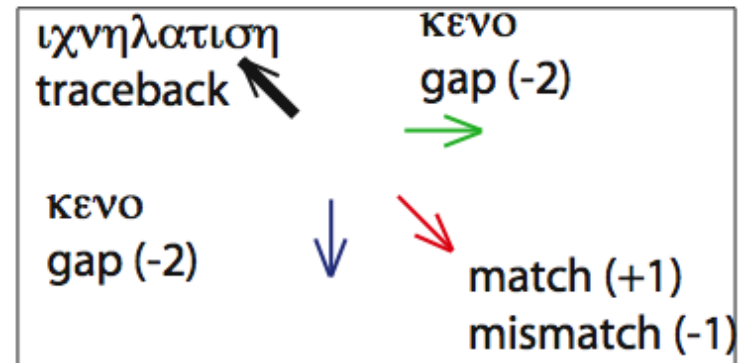 ιχνηλατιση
traceback
κενο
gap (-2)
κενο
gap (-2)
match (+1)
mismatch (-1)